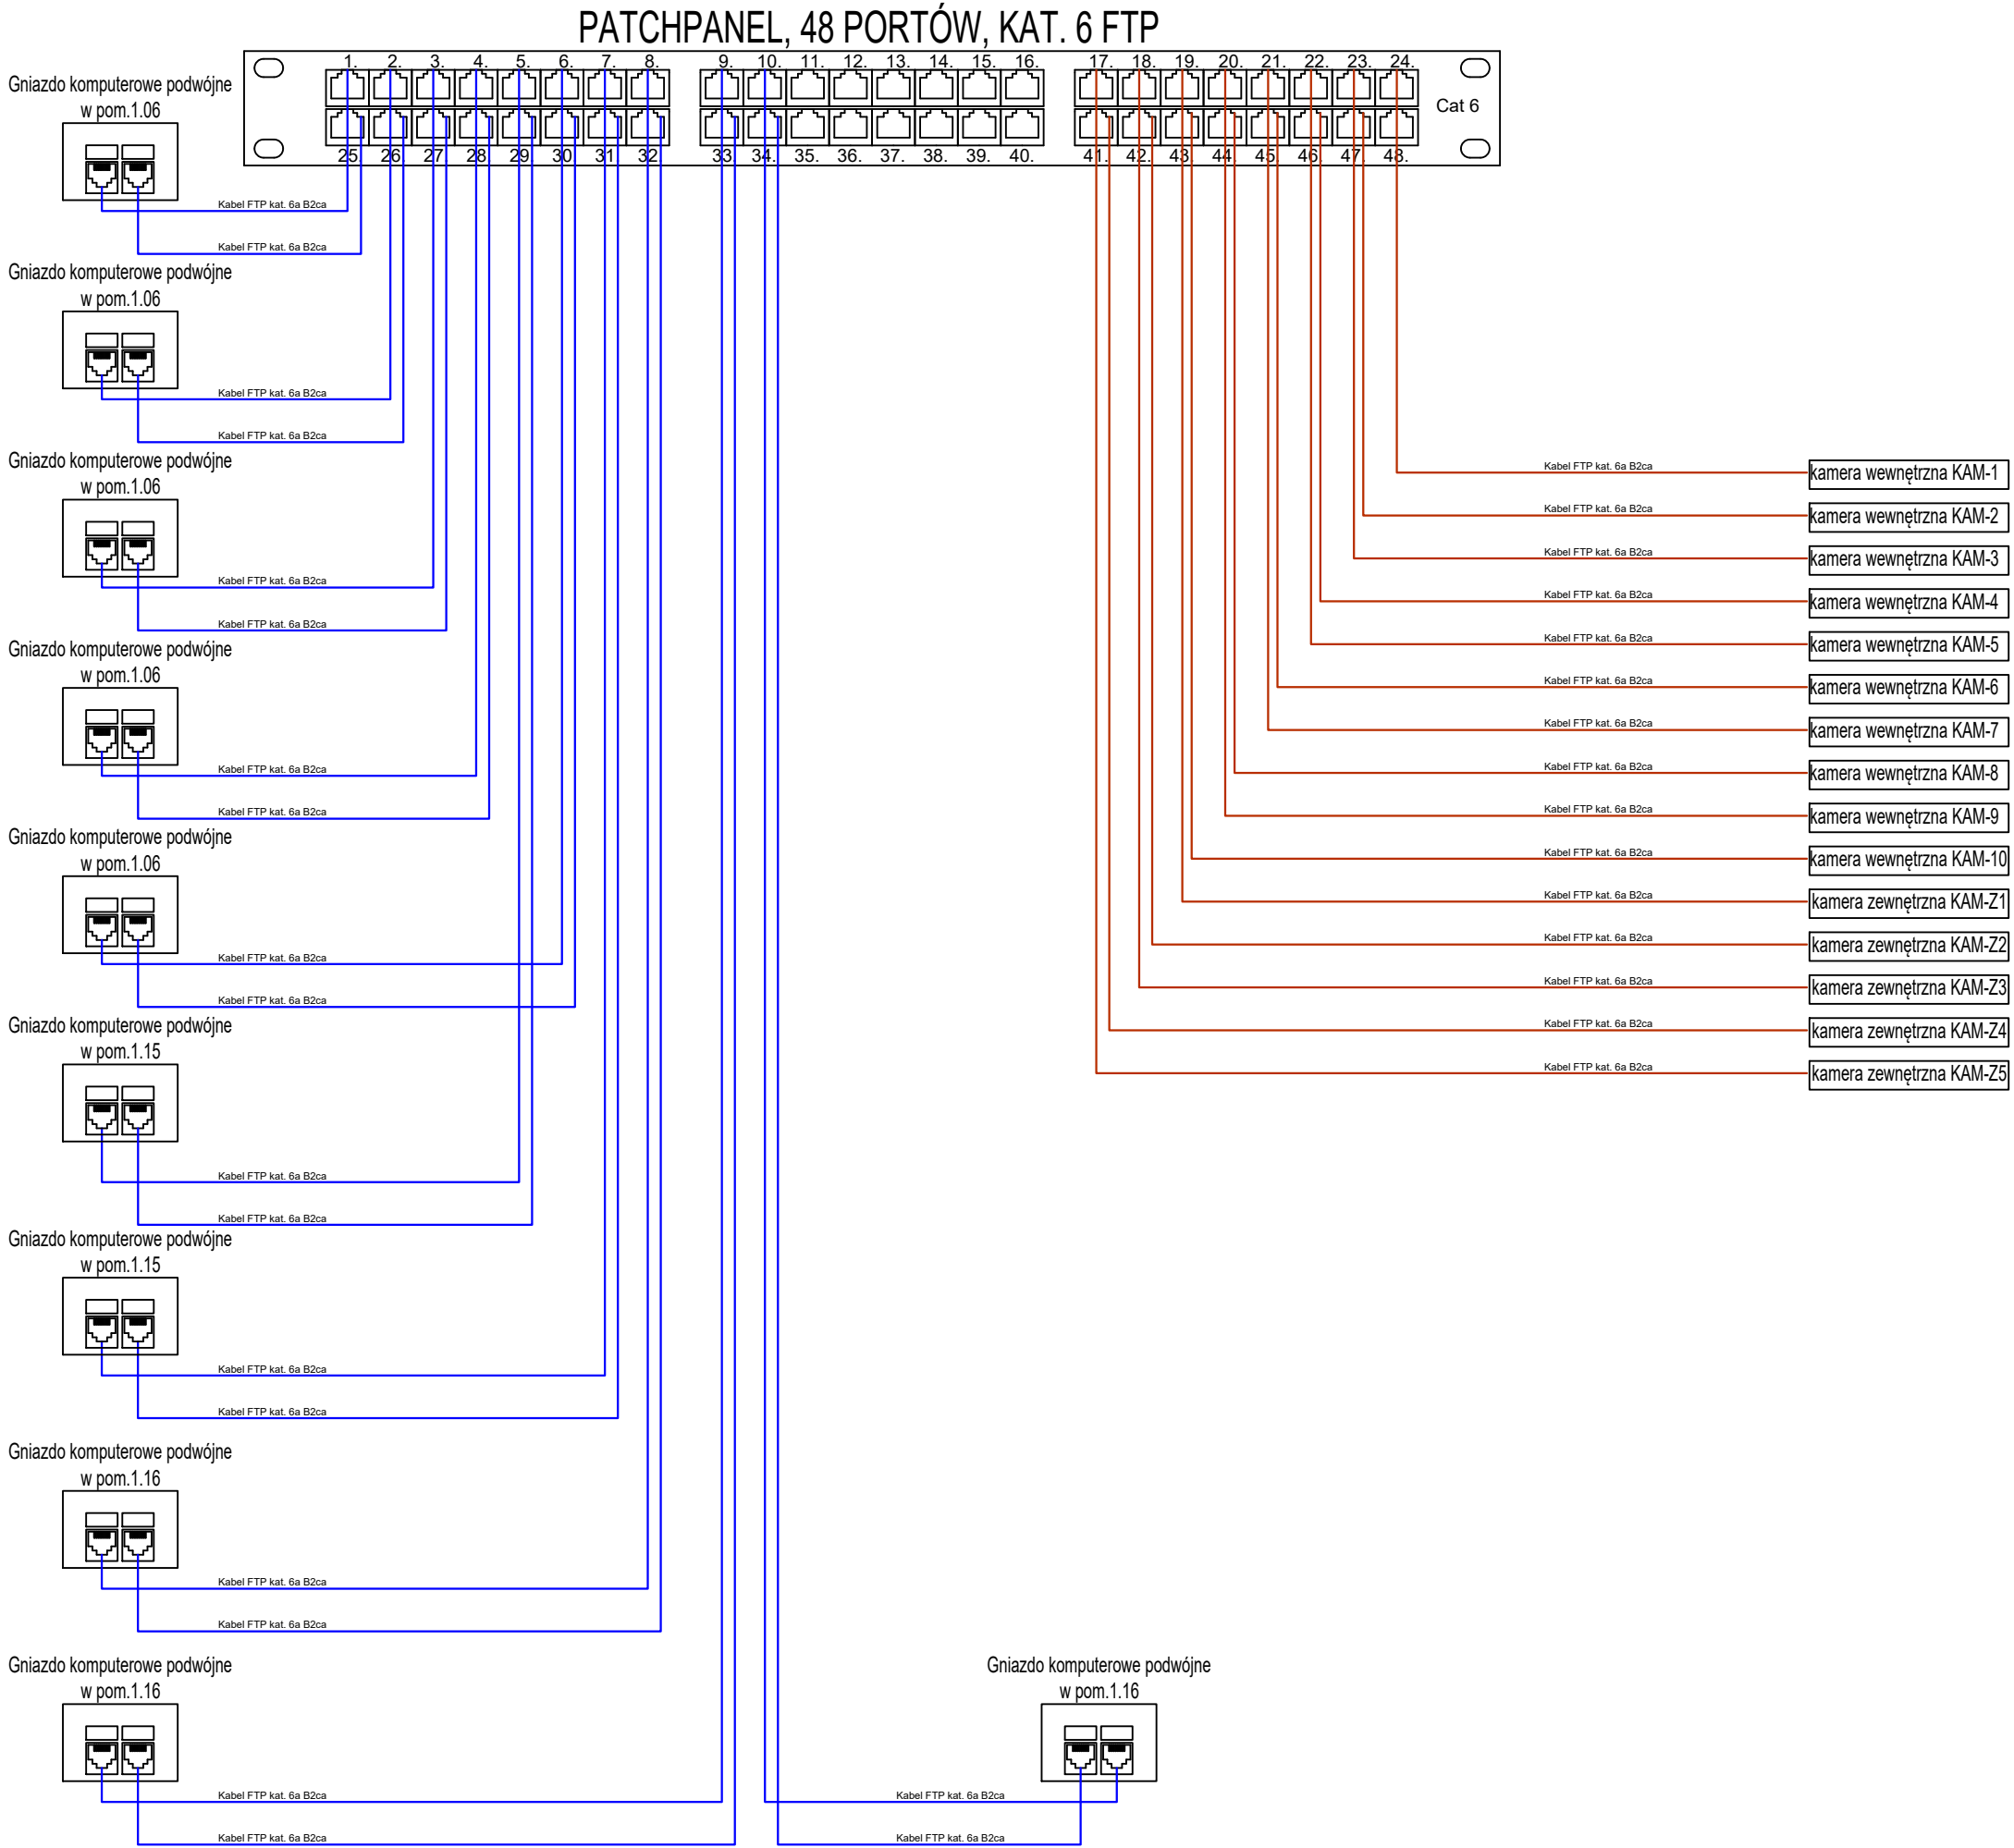 PATCHPANEL, 48 PORTÓW, KAT. 6 FTP
1. 2. 3. 4. 5. 6. 7. 8. 9. 10. 11. 12. 13. 14. 15. 16. 17. 18. 19. 20. 21. 22. 23. 24.
Cat 6
25. 26. 27. 28. 29. 30. 31. 32. 33. 34. 35. 36. 37. 38. 39. 40. 41. 42. 43. 44. 45. 46. 47. 48.
Gniazdo komputerowe podwójne
w pom.1.06
Kabel FTP kat. 6a B2ca
Kabel FTP kat. 6a B2ca
Gniazdo komputerowe podwójne
w pom.1.06
Kabel FTP kat. 6a B2ca
Kabel FTP kat. 6a B2ca
Gniazdo komputerowe podwójne
w pom.1.06
Kabel FTP kat. 6a B2ca
Kabel FTP kat. 6a B2ca
Gniazdo komputerowe podwójne
w pom.1.06
Kabel FTP kat. 6a B2ca
Kabel FTP kat. 6a B2ca
Gniazdo komputerowe podwójne
w pom.1.06
Kabel FTP kat. 6a B2ca
Kabel FTP kat. 6a B2ca
Gniazdo komputerowe podwójne
w pom.1.15
Kabel FTP kat. 6a B2ca
Kabel FTP kat. 6a B2ca
Gniazdo komputerowe podwójne
w pom.1.15
Kabel FTP kat. 6a B2ca
Kabel FTP kat. 6a B2ca
Gniazdo komputerowe podwójne
w pom.1.16
Kabel FTP kat. 6a B2ca
Kabel FTP kat. 6a B2ca
Gniazdo komputerowe podwójne
w pom.1.16
Kabel FTP kat. 6a B2ca
Kabel FTP kat. 6a B2ca
Gniazdo komputerowe podwójne
w pom.1.16
Kabel FTP kat. 6a B2ca
Kabel FTP kat. 6a B2ca
Kabel FTP kat. 6a B2ca kamera wewnętrzna KAM-1
Kabel FTP kat. 6a B2ca kamera wewnętrzna KAM-2
Kabel FTP kat. 6a B2ca kamera wewnętrzna KAM-3
Kabel FTP kat. 6a B2ca kamera wewnętrzna KAM-4
Kabel FTP kat. 6a B2ca kamera wewnętrzna KAM-5
Kabel FTP kat. 6a B2ca kamera wewnętrzna KAM-6
Kabel FTP kat. 6a B2ca kamera wewnętrzna KAM-7
Kabel FTP kat. 6a B2ca kamera wewnętrzna KAM-8
Kabel FTP kat. 6a B2ca kamera wewnętrzna KAM-9
Kabel FTP kat. 6a B2ca kamera wewnętrzna KAM-10
Kabel FTP kat. 6a B2ca kamera zewnętrzna KAM-Z1
Kabel FTP kat. 6a B2ca kamera zewnętrzna KAM-Z2
Kabel FTP kat. 6a B2ca kamera zewnętrzna KAM-Z3
Kabel FTP kat. 6a B2ca kamera zewnętrzna KAM-Z4
Kabel FTP kat. 6a B2ca kamera zewnętrzna KAM-Z5